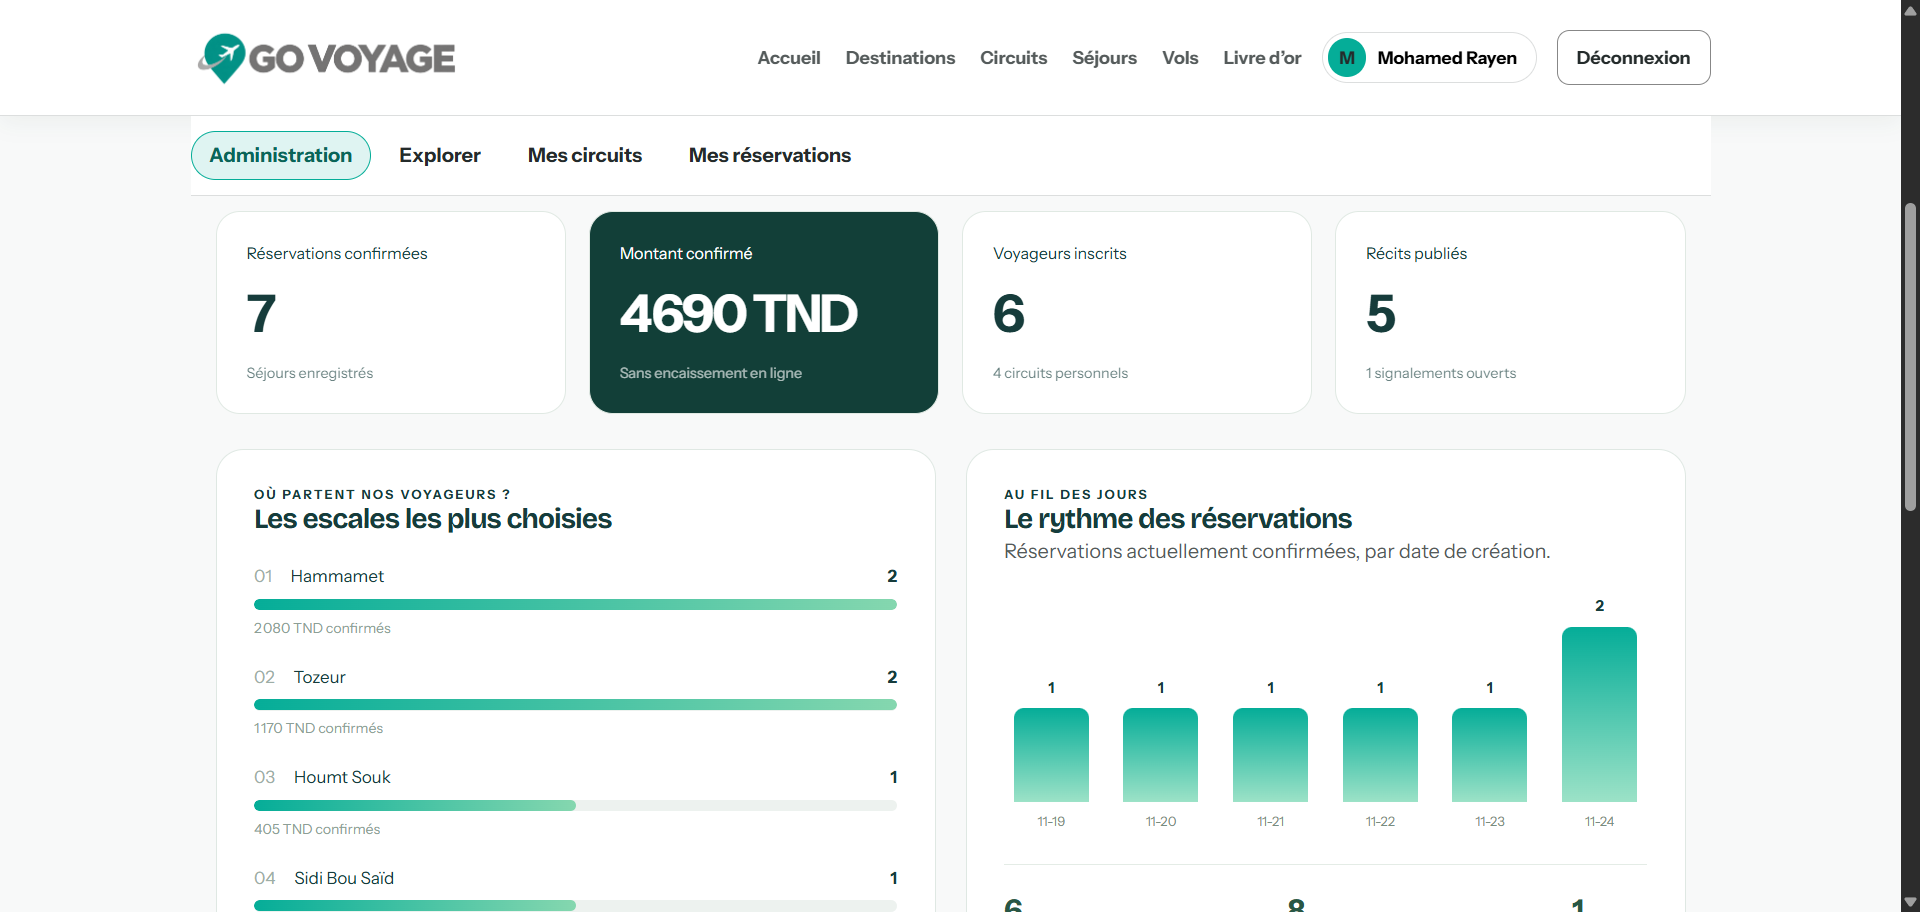 GO VOYAGE
Accueil Destinations Circuits Séjours Vols Livre d’or M Mohamed Rayen Déconnexion
Administration Explorer Mes circuits Mes réservations
Réservations confirmées
7
Séjours enregistrés
Montant confirmé
4690 TND
Sans encaissement en ligne
Voyageurs inscrits
6
4 circuits personnels
Récits publiés
5
1 signalements ouverts
OÙ PARTENT NOS VOYAGEURS ?
Les escales les plus choisies
01 Hammamet 2
2080 TND confirmés
02 Tozeur 2
1170 TND confirmés
03 Houmt Souk 1
405 TND confirmés
04 Sidi Bou Saïd 1
AU FIL DES JOURS
Le rythme des réservations
Réservations actuellement confirmées, par date de création.
1 1 1 1 1 2
11-19 11-20 11-21 11-22 11-23 11-24
6 8 1